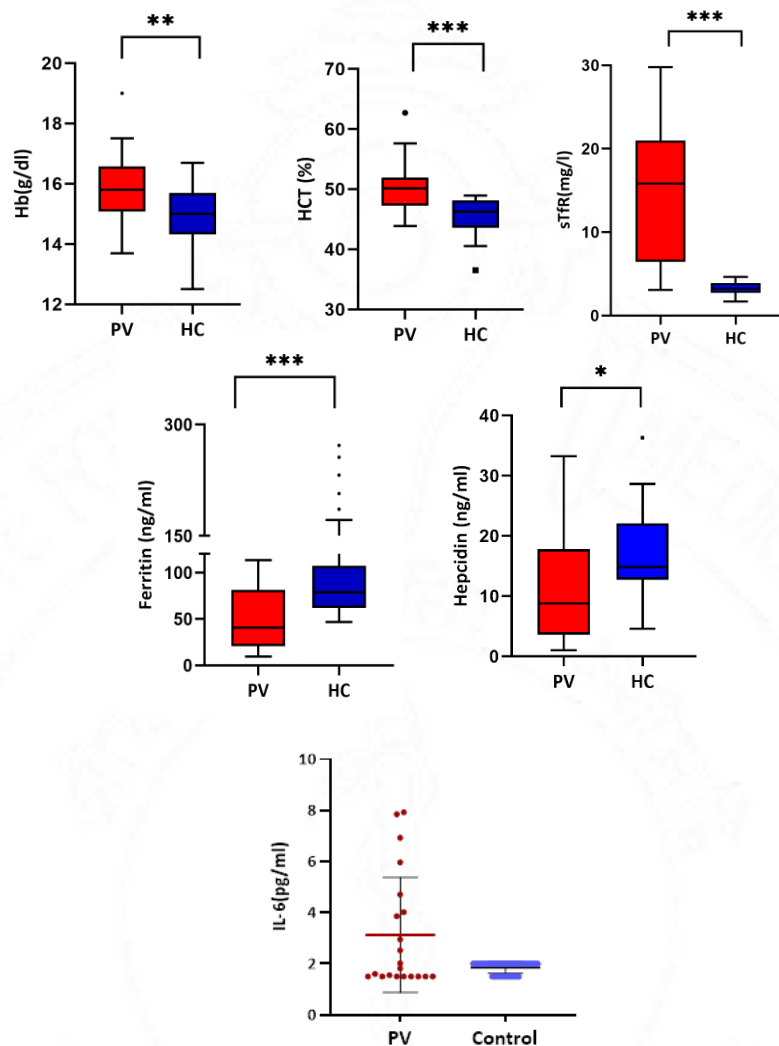 **
20
18
16
14
12
Hb(g/dl)
PV
HC
***
70
60
50
40
30
HCT (%)
PV
HC
***
30
20
10
0
sTfR(mg/l)
PV
HC
***
300
150
100
50
0
Ferritin (ng/ml)
PV
HC
*
40
30
20
10
0
Hepcidin (ng/ml)
PV
HC
10
8
6
4
2
0
IL-6(pg/ml)
PV
Control